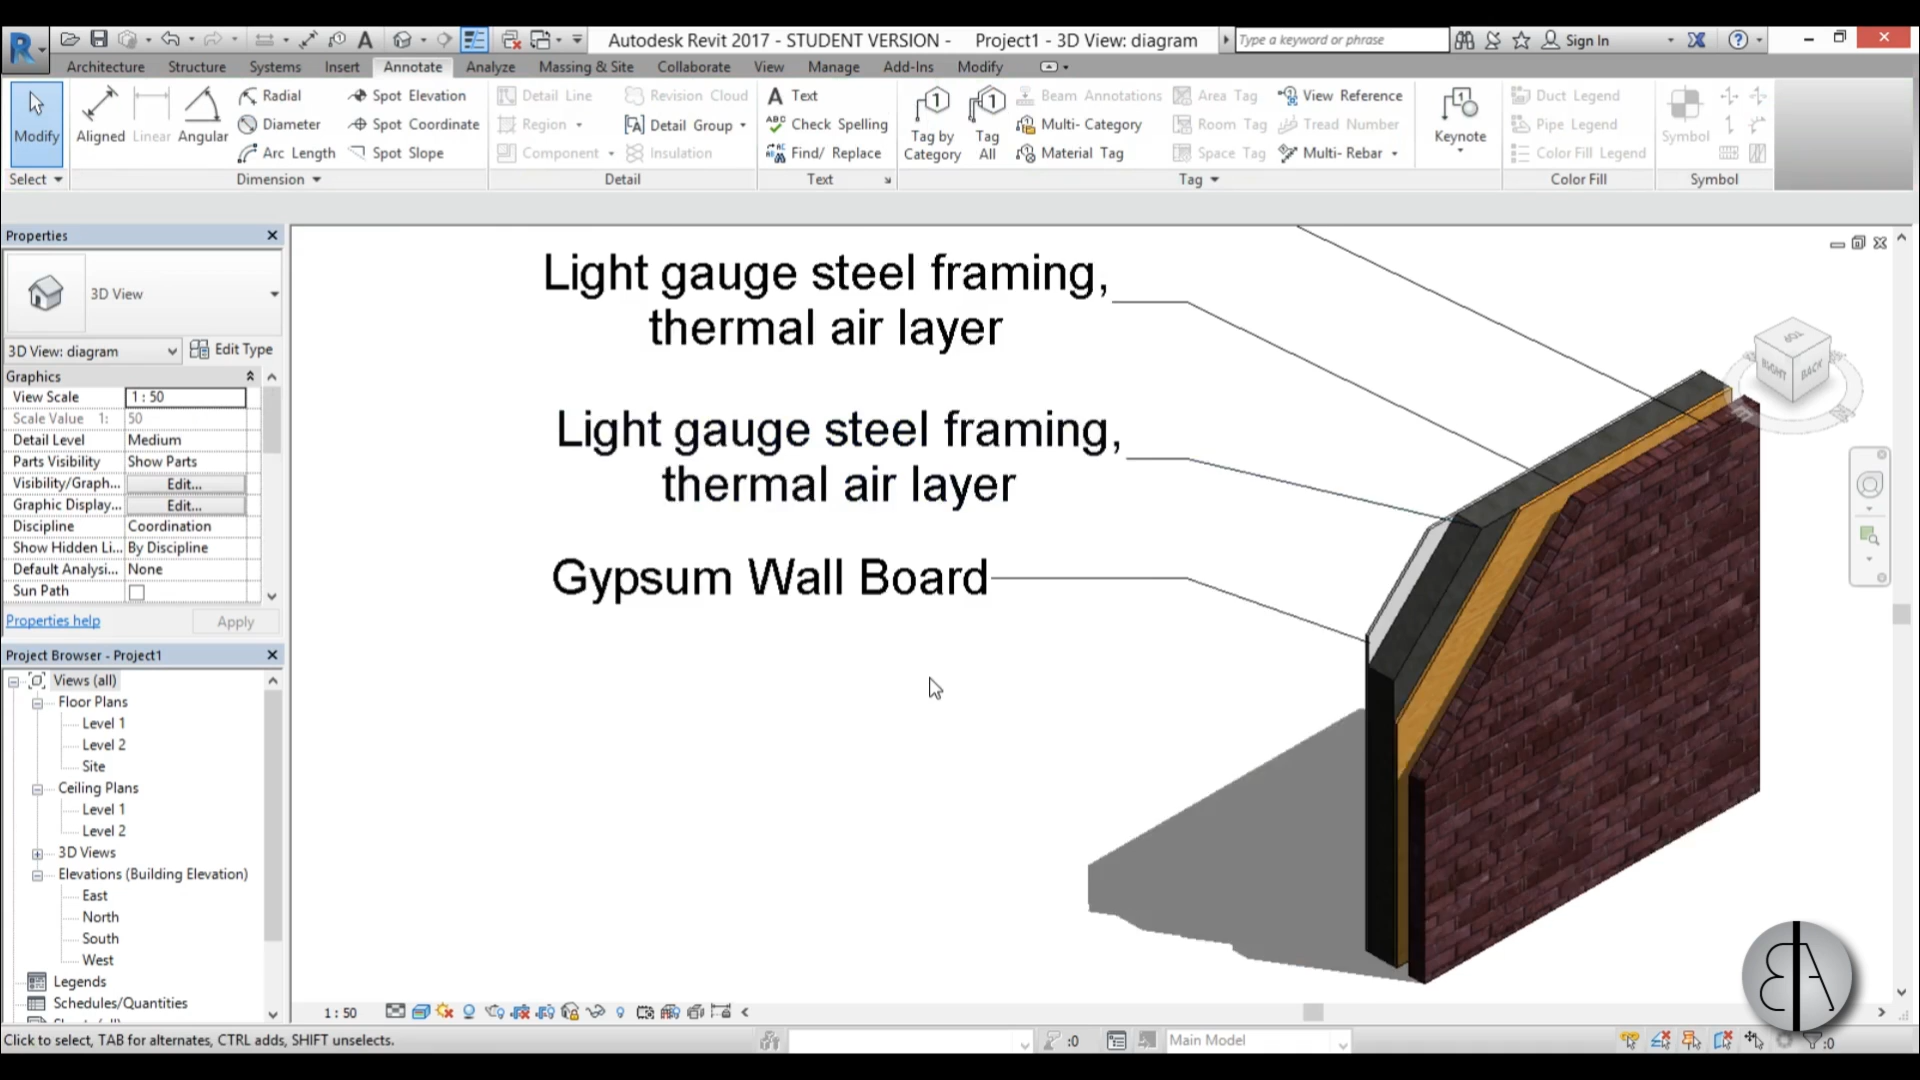 Autodesk Revit 2017 - STUDENT VERSION - Project1 - 3D View: diagram
Type a keyword or phrase
Sign In
Architecture Structure Systems Insert Annotate Analyze Massing & Site Collaborate View Manage Add-Ins Modify
Modify
Aligned Linear Angular
Radial
Diameter
Arc Length
Spot Elevation
Spot Coordinate
Spot Slope
Detail Line
Region
Component
Revision Cloud
Detail Group
Insulation
Text
Check Spelling
Find/ Replace
Tag by
Category
Tag
All
Beam Annotations
Multi- Category
Material Tag
Area Tag
Room Tag
Space Tag
View Reference
Tread Number
Multi- Rebar
Keynote
Duct Legend
Pipe Legend
Color Fill Legend
Symbol
Select Dimension Detail Text Tag Color Fill Symbol
Properties
3D View
3D View: diagram Edit Type
Graphics
View Scale 1 : 50
Scale Value 1: 50
Detail Level Medium
Parts Visibility Show Parts
Visibility/Graph... Edit...
Graphic Display... Edit...
Discipline Coordination
Show Hidden Li... By Discipline
Default Analysi... None
Sun Path
Properties help Apply
Project Browser - Project1
Views (all)
Floor Plans
Level 1
Level 2
Site
Ceiling Plans
Level 1
Level 2
3D Views
Elevations (Building Elevation)
East
North
South
West
Legends
Schedules/Quantities
Light gauge steel framing,
thermal air layer
Light gauge steel framing,
thermal air layer
Gypsum Wall Board
TOP
RIGHT BACK
1 : 50
Click to select, TAB for alternates, CTRL adds, SHIFT unselects.
:0
Main Model
:0